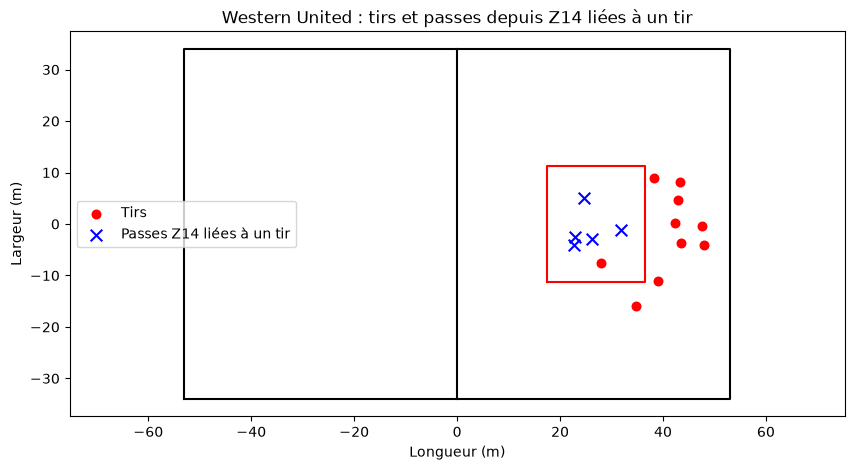 Western United : tirs et passes depuis Z14 liées à un tir
Largeur (m)
30
20
10
0
−10
−20
−30
Tirs
Passes Z14 liées à un tir
−60
−40
−20
0
20
40
60
Longueur (m)